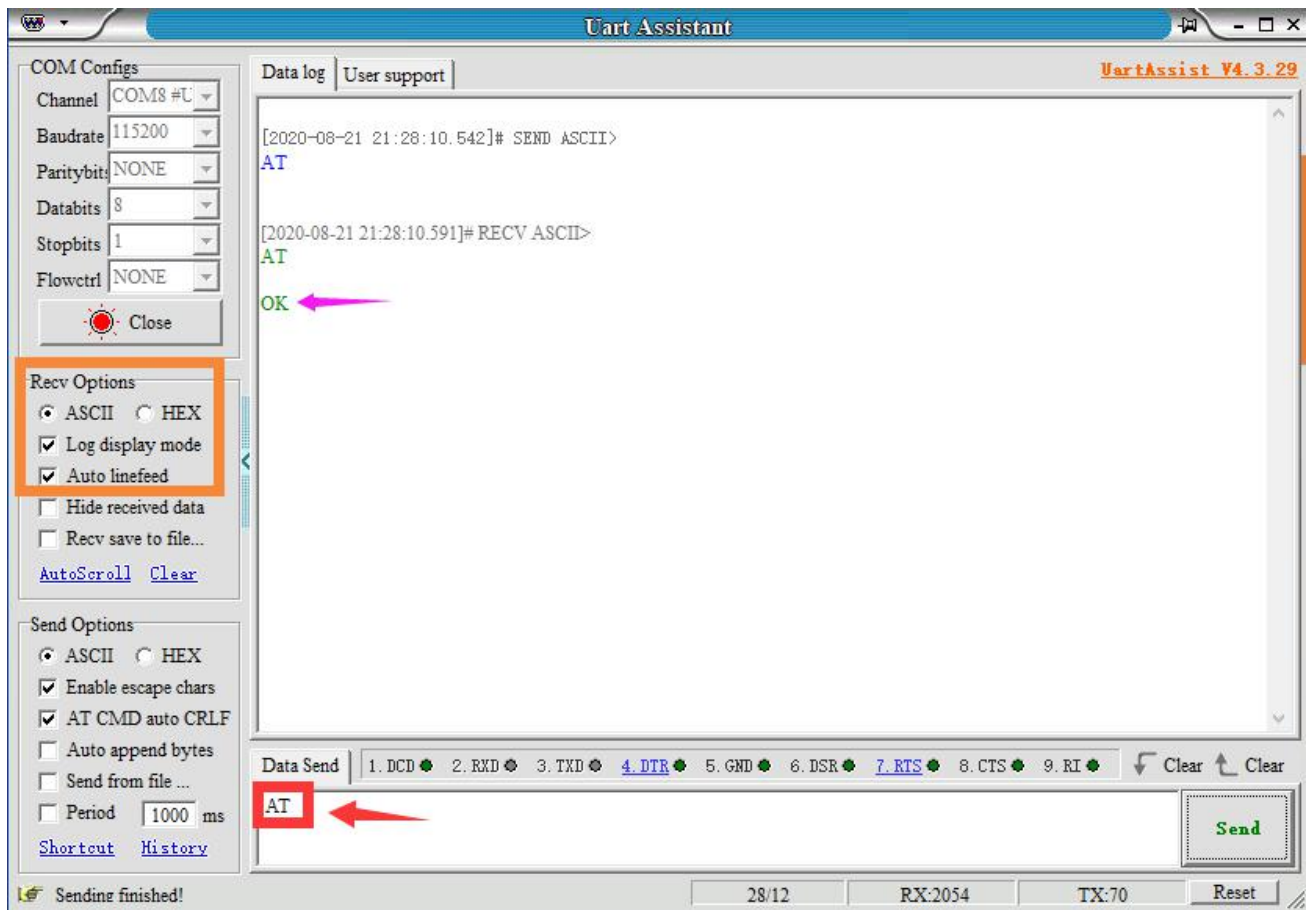 Uart Assistant
COM Configs
Channel COM8 #U
Baudrate 115200
Paritybit: NONE
Databits 8
Stopbits 1
Flowctrl NONE
Close
Recv Options
ASCII HEX
Log display mode
Auto linefeed
Hide received data
Recv save to file...
AutoScroll Clear
Send Options
ASCII HEX
Enable escape chars
AT CMD auto CRLF
Auto append bytes
Send from file ...
Period 1000 ms
Shortcut History
Data log User support
UartAssist V4.3.29
[2020-08-21 21:28:10.542]# SEND ASCII>
AT
[2020-08-21 21:28:10.591]# RECV ASCII>
AT
OK
Data Send 1. DCD 2. RXD 3. TXD 4. DTR 5. GND 6. DSR 7. RTS 8. CTS 9. RI Clear Clear
AT
Send
Sending finished! 28/12 RX:2054 TX:70 Reset